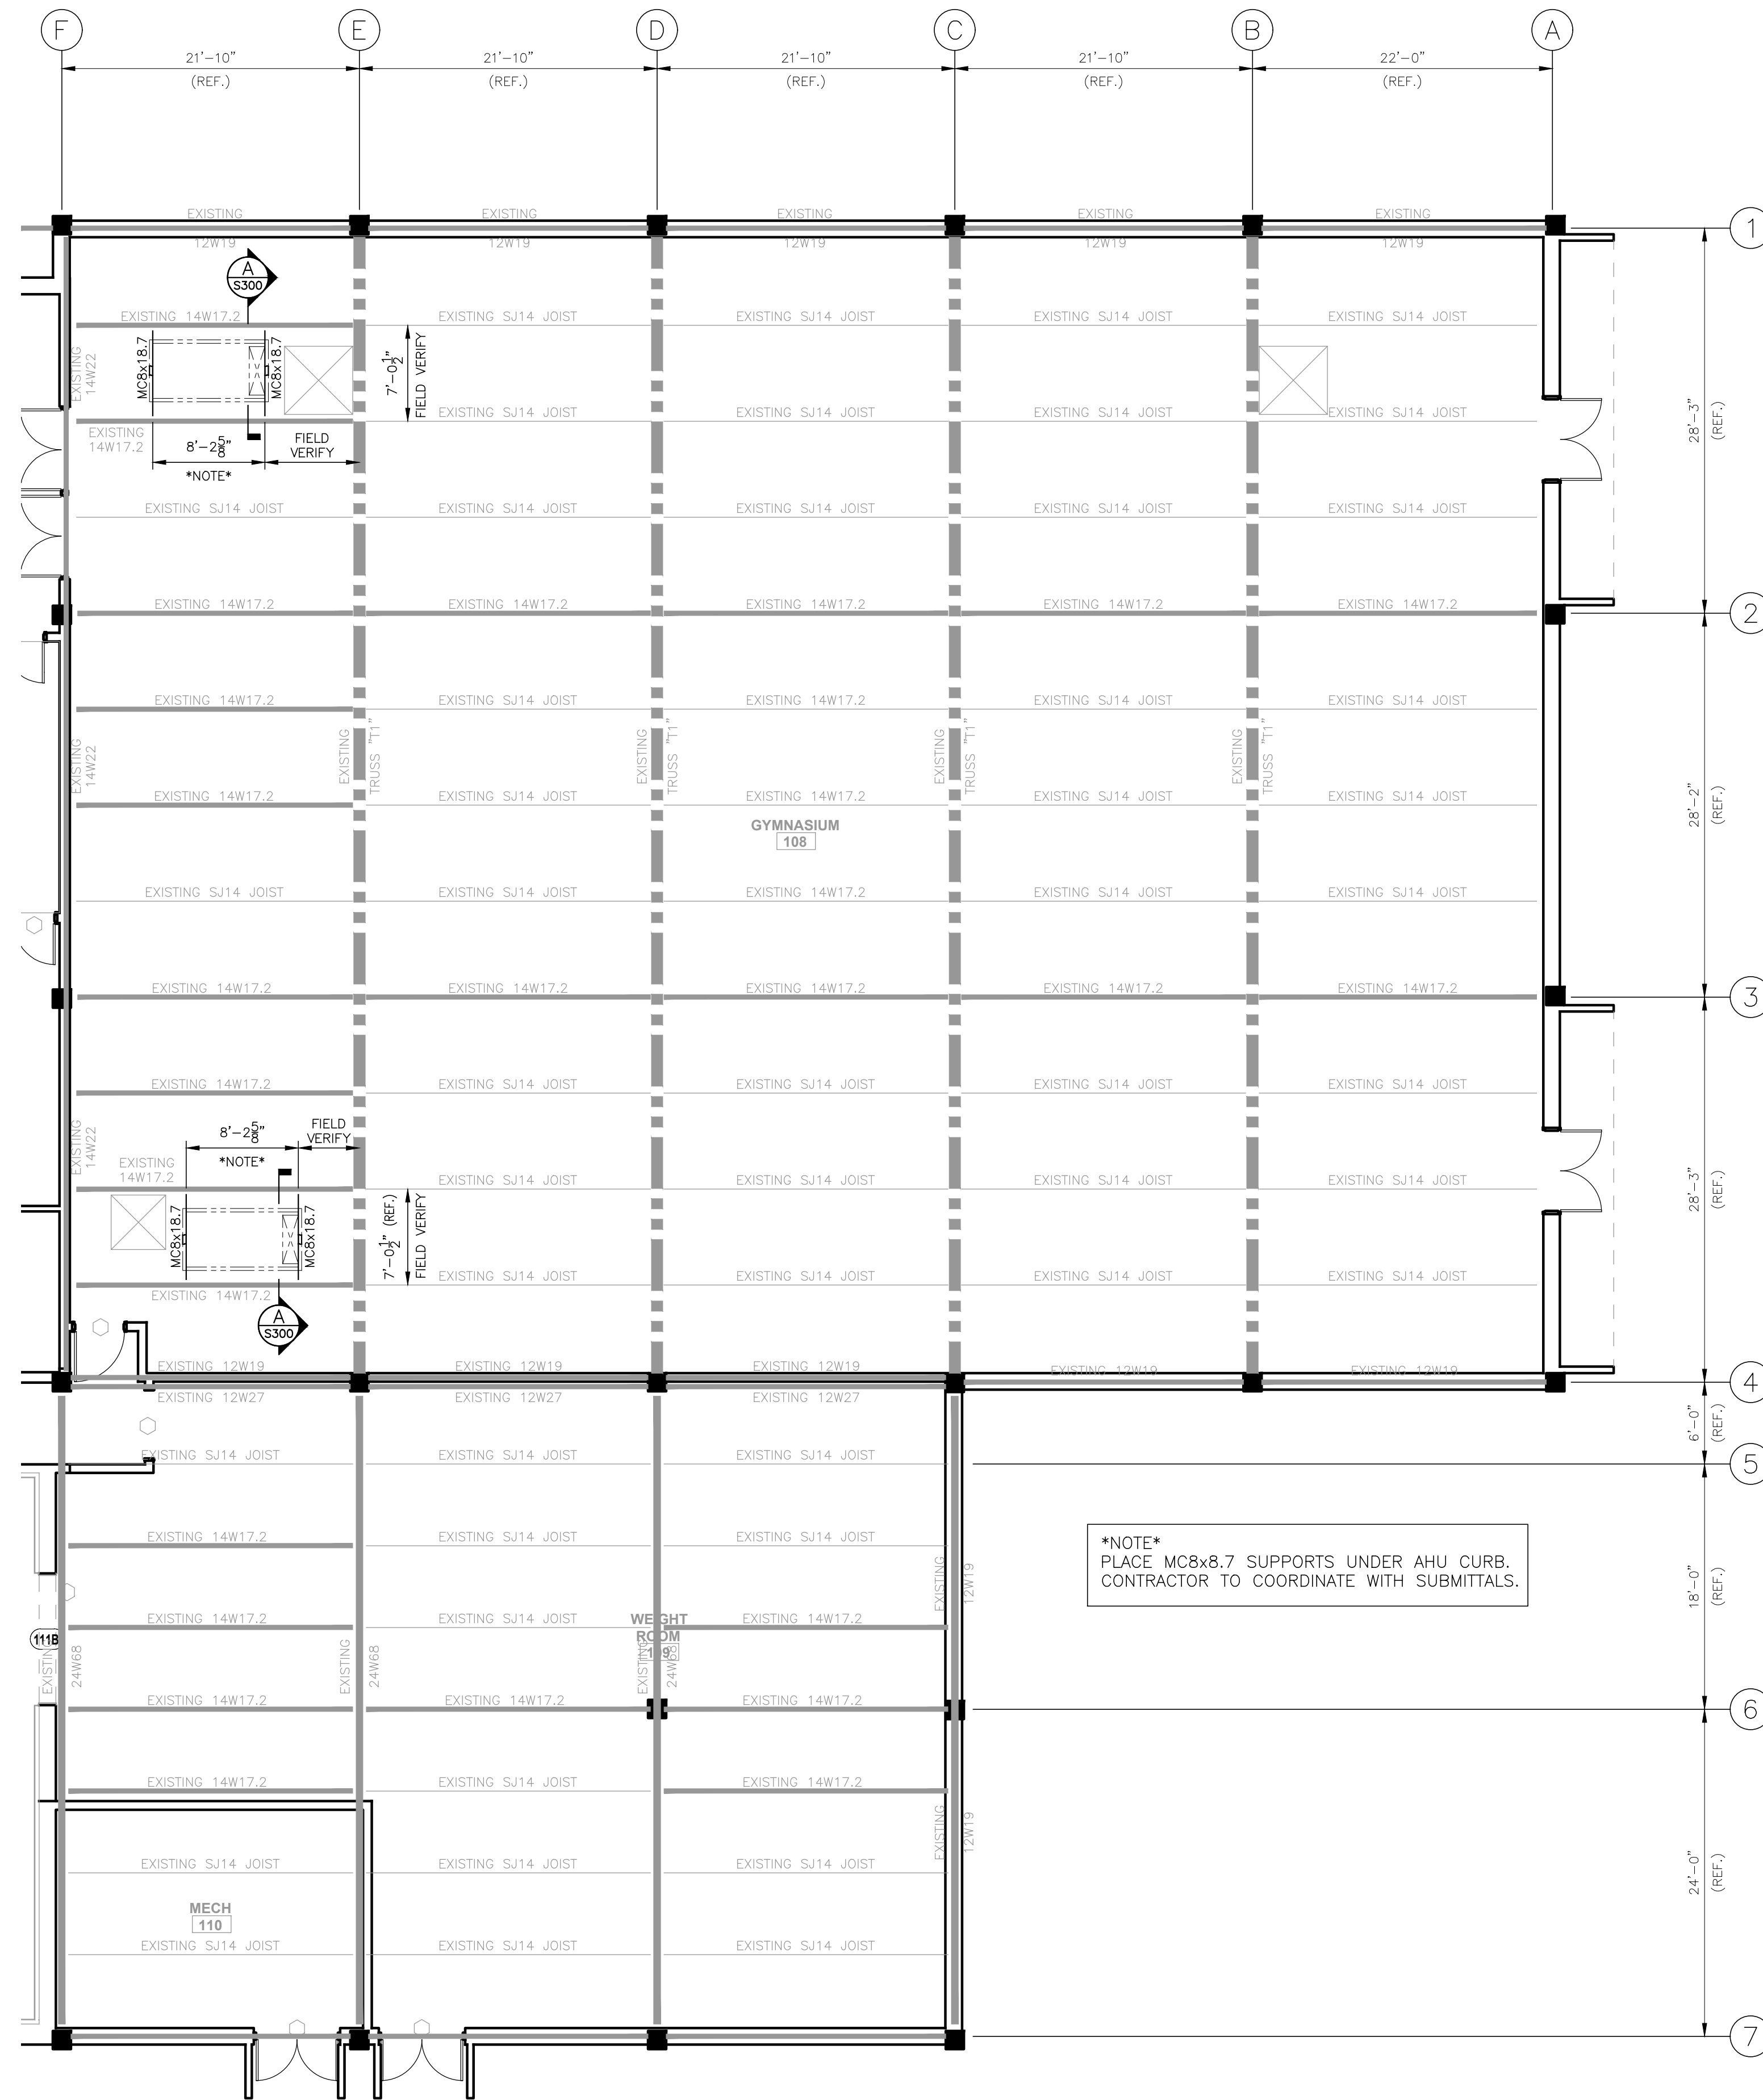 F E D C B A
21'-10" 21'-10" 21'-10" 21'-10" 22'-0"
(REF.) (REF.) (REF.) (REF.) (REF.)
EXISTING EXISTING EXISTING EXISTING EXISTING
1
12W19 12W19 12W19 12W19 12W19
A
S300
EXISTING 14W17.2 EXISTING SJ14 JOIST EXISTING SJ14 JOIST EXISTING SJ14 JOIST EXISTING SJ14 JOIST
EXISTING
14W22
MC8x18.7
MC8x18.7
7'-0½"
FIELD VERIFY
28'-3"
(REF.)
EXISTING SJ14 JOIST EXISTING SJ14 JOIST EXISTING SJ14 JOIST EXISTING SJ14 JOIST
EXISTING
14W17.2
8'-2⅝"
*NOTE*
FIELD
VERIFY
EXISTING SJ14 JOIST EXISTING SJ14 JOIST EXISTING SJ14 JOIST EXISTING SJ14 JOIST EXISTING SJ14 JOIST
EXISTING 14W17.2 EXISTING 14W17.2 EXISTING 14W17.2 EXISTING 14W17.2 EXISTING 14W17.2
2
EXISTING 14W17.2 EXISTING SJ14 JOIST EXISTING 14W17.2 EXISTING SJ14 JOIST EXISTING SJ14 JOIST
EXISTING
14W22
EXISTING
TRUSS "T1"
EXISTING
TRUSS "T1"
EXISTING
TRUSS "T1"
EXISTING
TRUSS "T1"
28'-2"
(REF.)
EXISTING 14W17.2 EXISTING SJ14 JOIST EXISTING 14W17.2 EXISTING SJ14 JOIST EXISTING SJ14 JOIST
GYMNASIUM
108
EXISTING SJ14 JOIST EXISTING SJ14 JOIST EXISTING 14W17.2 EXISTING SJ14 JOIST EXISTING SJ14 JOIST
EXISTING 14W17.2 EXISTING 14W17.2 EXISTING 14W17.2 EXISTING 14W17.2 EXISTING 14W17.2
3
EXISTING 14W17.2 EXISTING SJ14 JOIST EXISTING SJ14 JOIST EXISTING SJ14 JOIST EXISTING SJ14 JOIST
EXISTING
14W22
8'-2⅝"
*NOTE*
FIELD
VERIFY
28'-3"
(REF.)
EXISTING
14W17.2
EXISTING SJ14 JOIST EXISTING SJ14 JOIST EXISTING SJ14 JOIST EXISTING SJ14 JOIST
MC8x18.7
MC8x18.7
7'-0½" (REF.)
FIELD VERIFY
EXISTING 14W17.2 EXISTING SJ14 JOIST EXISTING SJ14 JOIST EXISTING SJ14 JOIST EXISTING SJ14 JOIST
A
S300
EXISTING 12W19 EXISTING 12W19 EXISTING 12W19 EXISTING 12W19 EXISTING 12W19
4
EXISTING 12W27 EXISTING 12W27 EXISTING 12W27
6'-0"
(REF.)
EXISTING SJ14 JOIST EXISTING SJ14 JOIST EXISTING SJ14 JOIST
5
*NOTE*
PLACE MC8x8.7 SUPPORTS UNDER AHU CURB.
CONTRACTOR TO COORDINATE WITH SUBMITTALS.
EXISTING 14W17.2 EXISTING SJ14 JOIST EXISTING SJ14 JOIST
EXISTING
12W19
18'-0"
(REF.)
EXISTING 14W17.2 EXISTING SJ14 JOIST EXISTING 14W17.2
WEIGHT
ROOM
109
111B
EXISTING
24W68
EXISTING
24W68
EXISTING
24W68
EXISTING 14W17.2 EXISTING 14W17.2 EXISTING 14W17.2
6
EXISTING 14W17.2 EXISTING SJ14 JOIST EXISTING 14W17.2
EXISTING
12W19
24'-0"
(REF.)
EXISTING SJ14 JOIST EXISTING SJ14 JOIST EXISTING SJ14 JOIST
MECH
110
EXISTING SJ14 JOIST EXISTING SJ14 JOIST EXISTING SJ14 JOIST
7